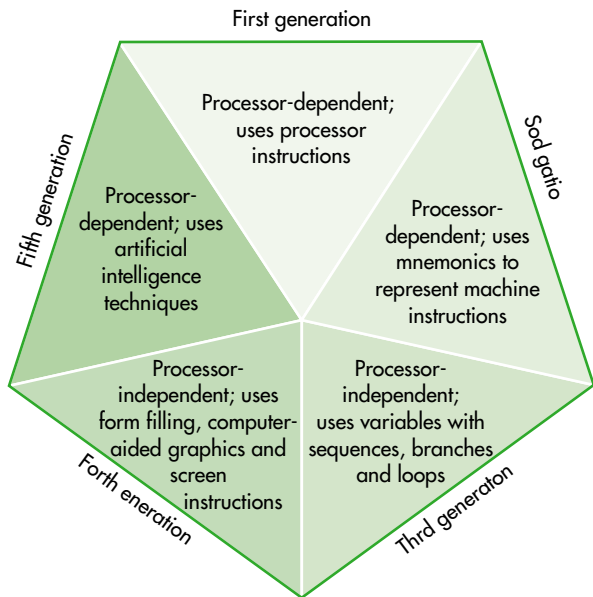 First generation
Processor-dependent;
uses processor
instructions
Sod gatio
Processor-
dependent; uses
mnemonics to
represent machine
instructions
Thrd generaton
Processor-
independent;
uses variables with
sequences, branches
and loops
Forth eneration
Processor-
independent; uses
form filling, computer-
aided graphics and
screen
instructions
Fifth generation
Processor-
dependent; uses
artificial
intelligence
techniques